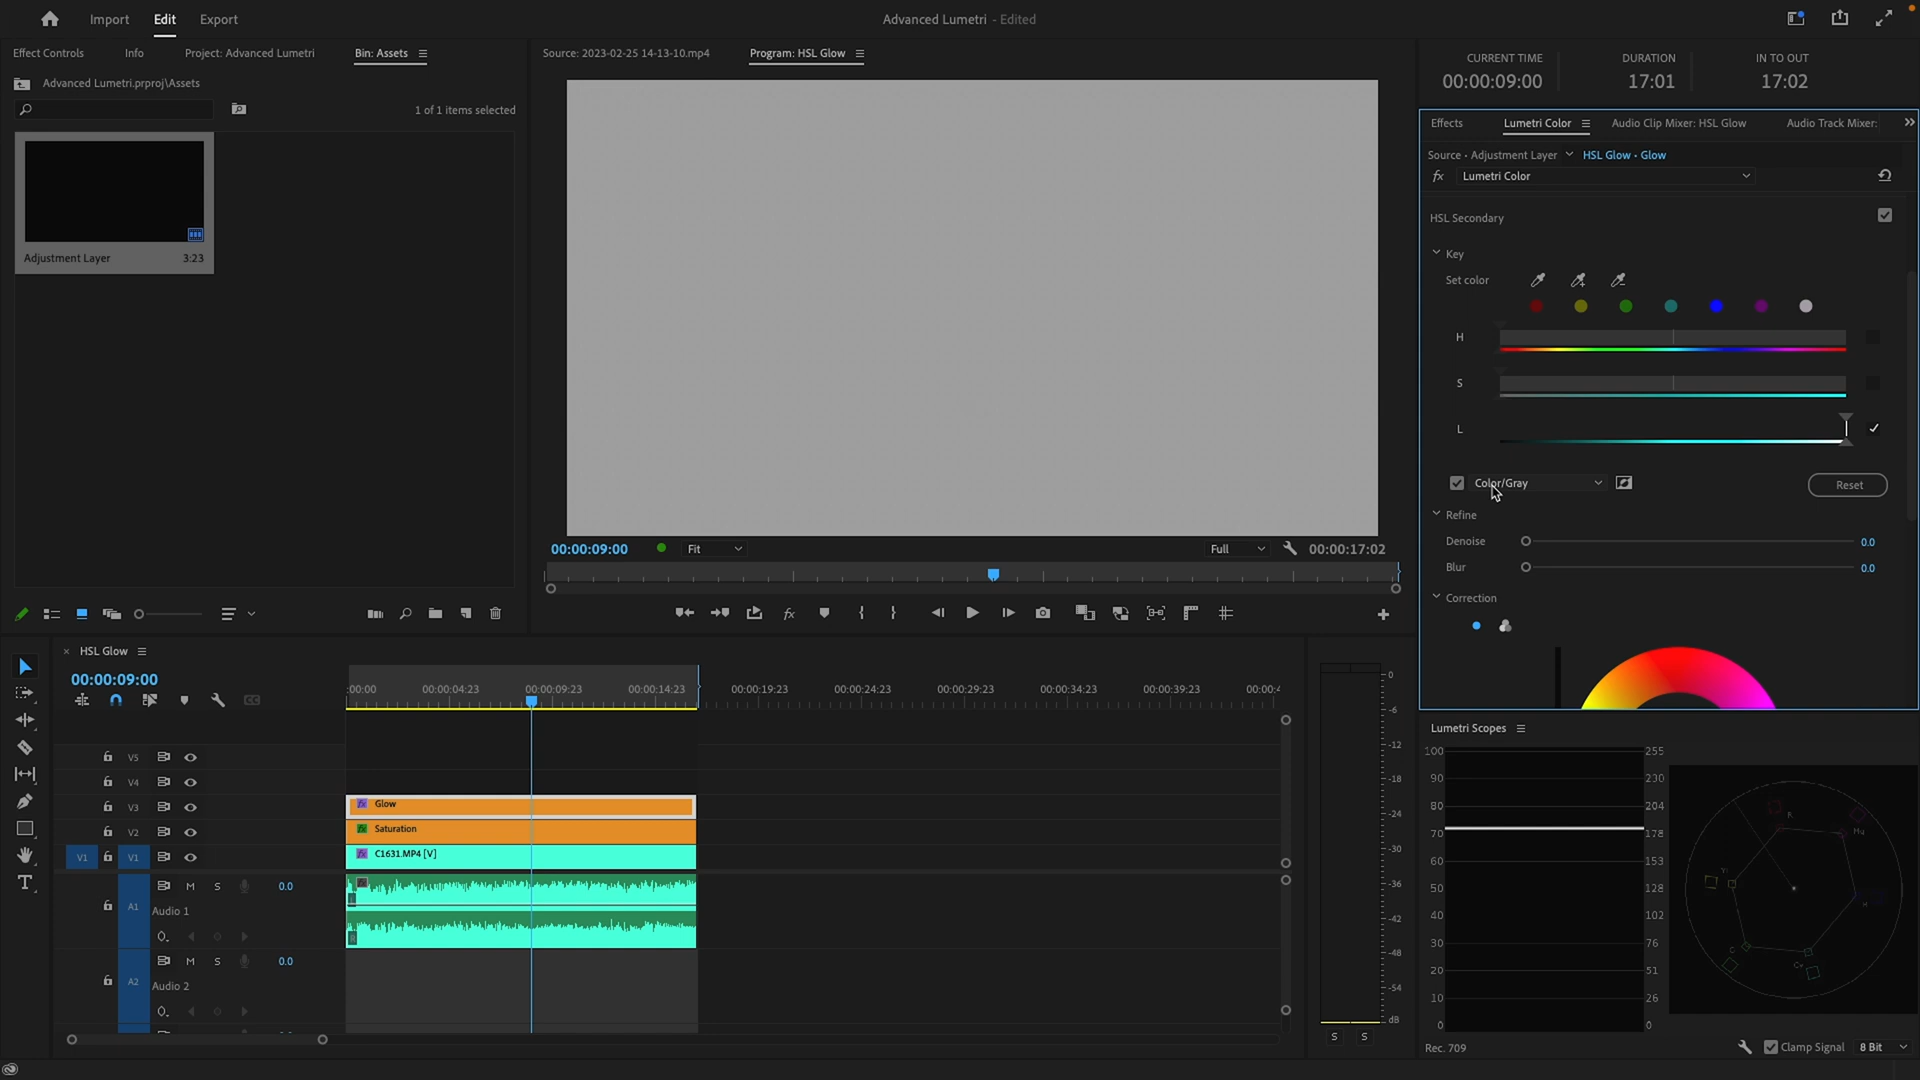 Import Edit Export
Advanced Lumetri - Edited
Effect Controls Info Project: Advanced Lumetri Bin: Assets
Advanced Lumetri.prproj\Assets
1 of 1 items selected
Adjustment Layer 3:23
Source: 2023-02-25 14-13-10.mp4 Program: HSL Glow
00:00:09:00 Fit Full 00:00:17:02
CURRENT TIME DURATION IN TO OUT
00:00:09:00 17:01 17:02
Effects Lumetri Color Audio Clip Mixer: HSL Glow Audio Track Mixer:
Source • Adjustment Layer HSL Glow • Glow
fx Lumetri Color
HSL Secondary
Key
Set color
H
S
L
Color/Gray Reset
Refine
Denoise 0.0
Blur 0.0
Correction
× HSL Glow
00:00:09:00
:00:00 00:00:04:23 00:00:09:23 00:00:14:23 00:00:19:23 00:00:24:23 00:00:29:23 00:00:34:23 00:00:39:23 00:00:4
V5
V4
V3 fx Glow
V2 fx Saturation
V1 V1 fx C1631.MP4 [V]
M S 0.0
A1 Audio 1
M S 0.0
A2 Audio 2
0
-6
-12
-18
-24
-30
-36
-42
-48
-54
dB
S S
Lumetri Scopes
100 255
90 230
80 204
70 178
60 153
50 128
40 102
30 76
20 51
10 26
0 0
R
Mg
Yl
C
Rec. 709 Clamp Signal 8 Bit